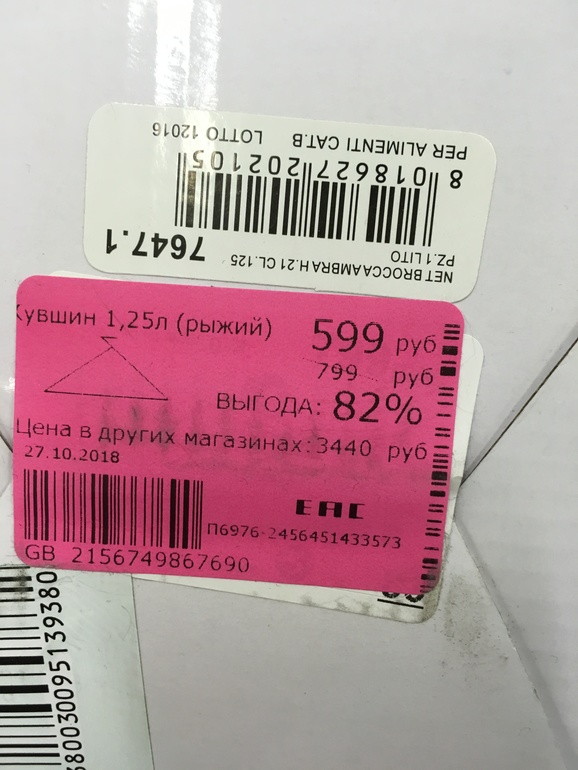 NET BROCCAAMBRA H.21 CL.125
PZ.1 LITO
7647.1
8 018627 202105
PER ALIMENTI CAT.B
LOTTO 12016
Кувшин 1,25л (рыжий)
599 руб
799 руб
ВЫГОДА: 82%
Цена в других магазинах: 3440 руб
27.10.2018
EAC
П6976-2456451433573
GB 2156749867690
380030095139380